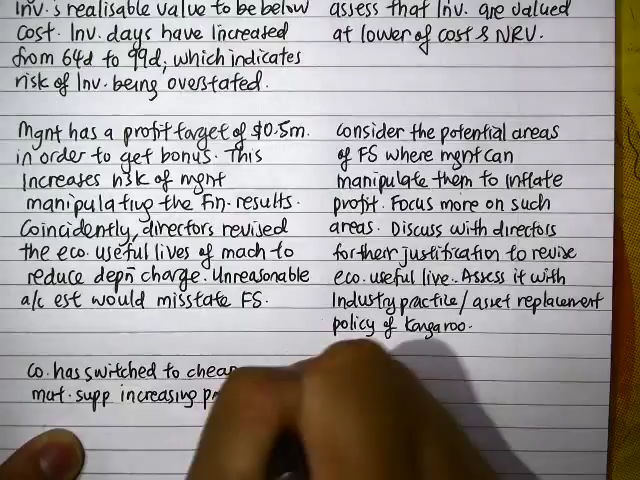 Inv.'s realisable value to be below
cost. Inv. days have increased
from 64d to 99d, which indicates
risk of Inv. being overstated.
assess that Inv. are valued
at lower of cost & NRV.
Mgnt has a profit target of $0.5m.
in order to get bonus. This
increases risk of mgnt
manipulating the fin. results.
Coincidently, directors revised
the eco. useful lives of mach to
reduce depn charge. Unreasonable
a/c est would misstate FS.
Consider the potential areas
of FS where mgnt can
manipulate them to inflate
profit. Focus more on such
areas. Discuss with directors
for their justification to revise
eco. useful live. Assess it with
Industry practice / asset replacement
policy of Kangaroo.
Co. has switched to cheap
mat. supp increasing